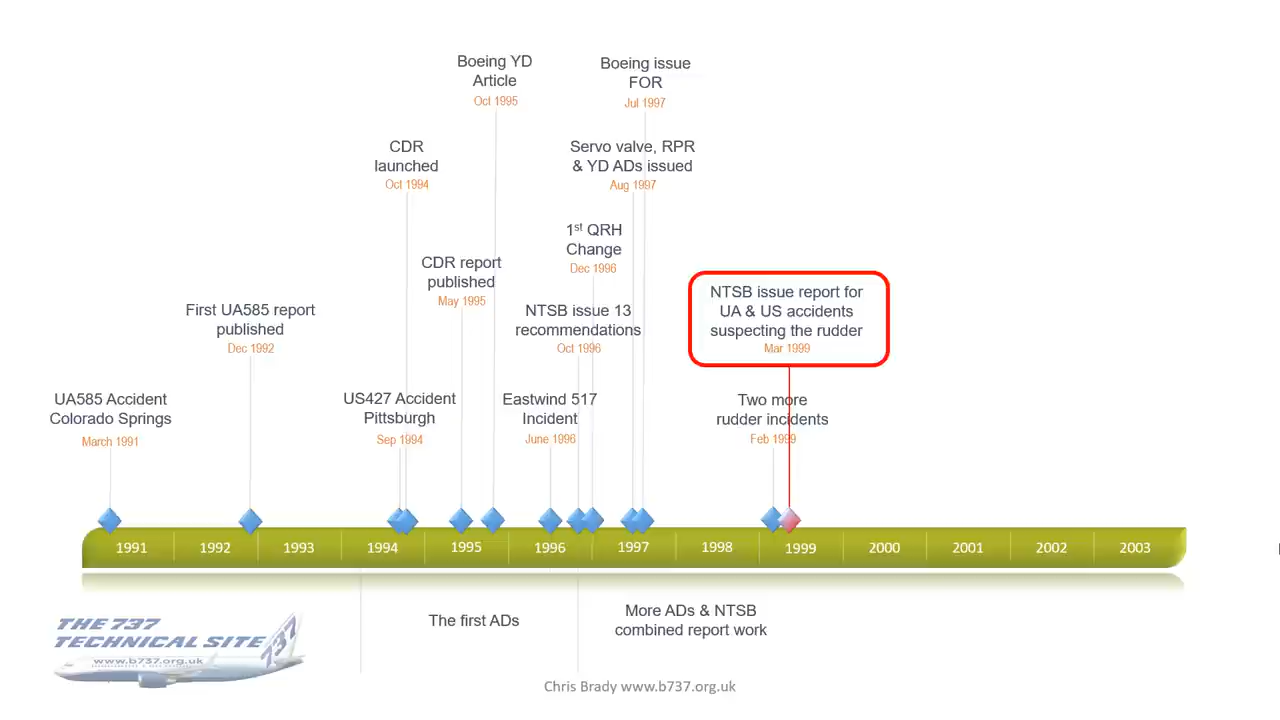 Boeing YD
Article
Oct 1995
Boeing issue
FOR
Jul 1997
CDR
launched
Oct 1994
Servo valve, RPR
& YD ADs issued
Aug 1997
1st QRH
Change
Dec 1996
CDR report
published
May 1995
First UA585 report
published
Dec 1992
NTSB issue 13
recommendations
Oct 1996
NTSB issue report for
UA & US accidents
suspecting the rudder
Mar 1999
UA585 Accident
Colorado Springs
March 1991
US427 Accident
Pittsburgh
Sep 1994
Eastwind 517
Incident
June 1996
Two more
rudder incidents
Feb 1999
1991 1992 1993 1994 1995 1996 1997 1998 1999 2000 2001 2002 2003
The first ADs
More ADs & NTSB
combined report work
THE 737
TECHNICAL SITE
www.b737.org.uk
737
Chris Brady www.b737.org.uk